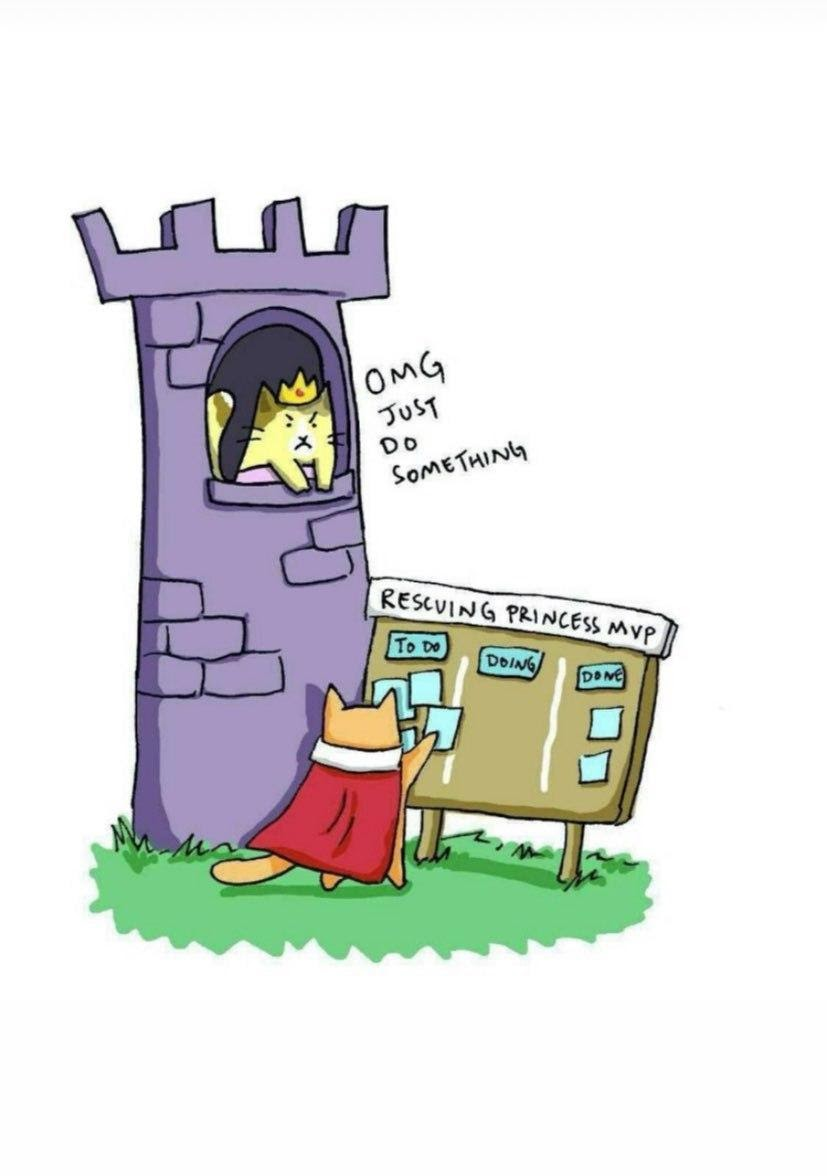 OMG
JUST
DO
SOMETHING
RESCUING PRINCESS MVP
TO DO
DOING
DONE